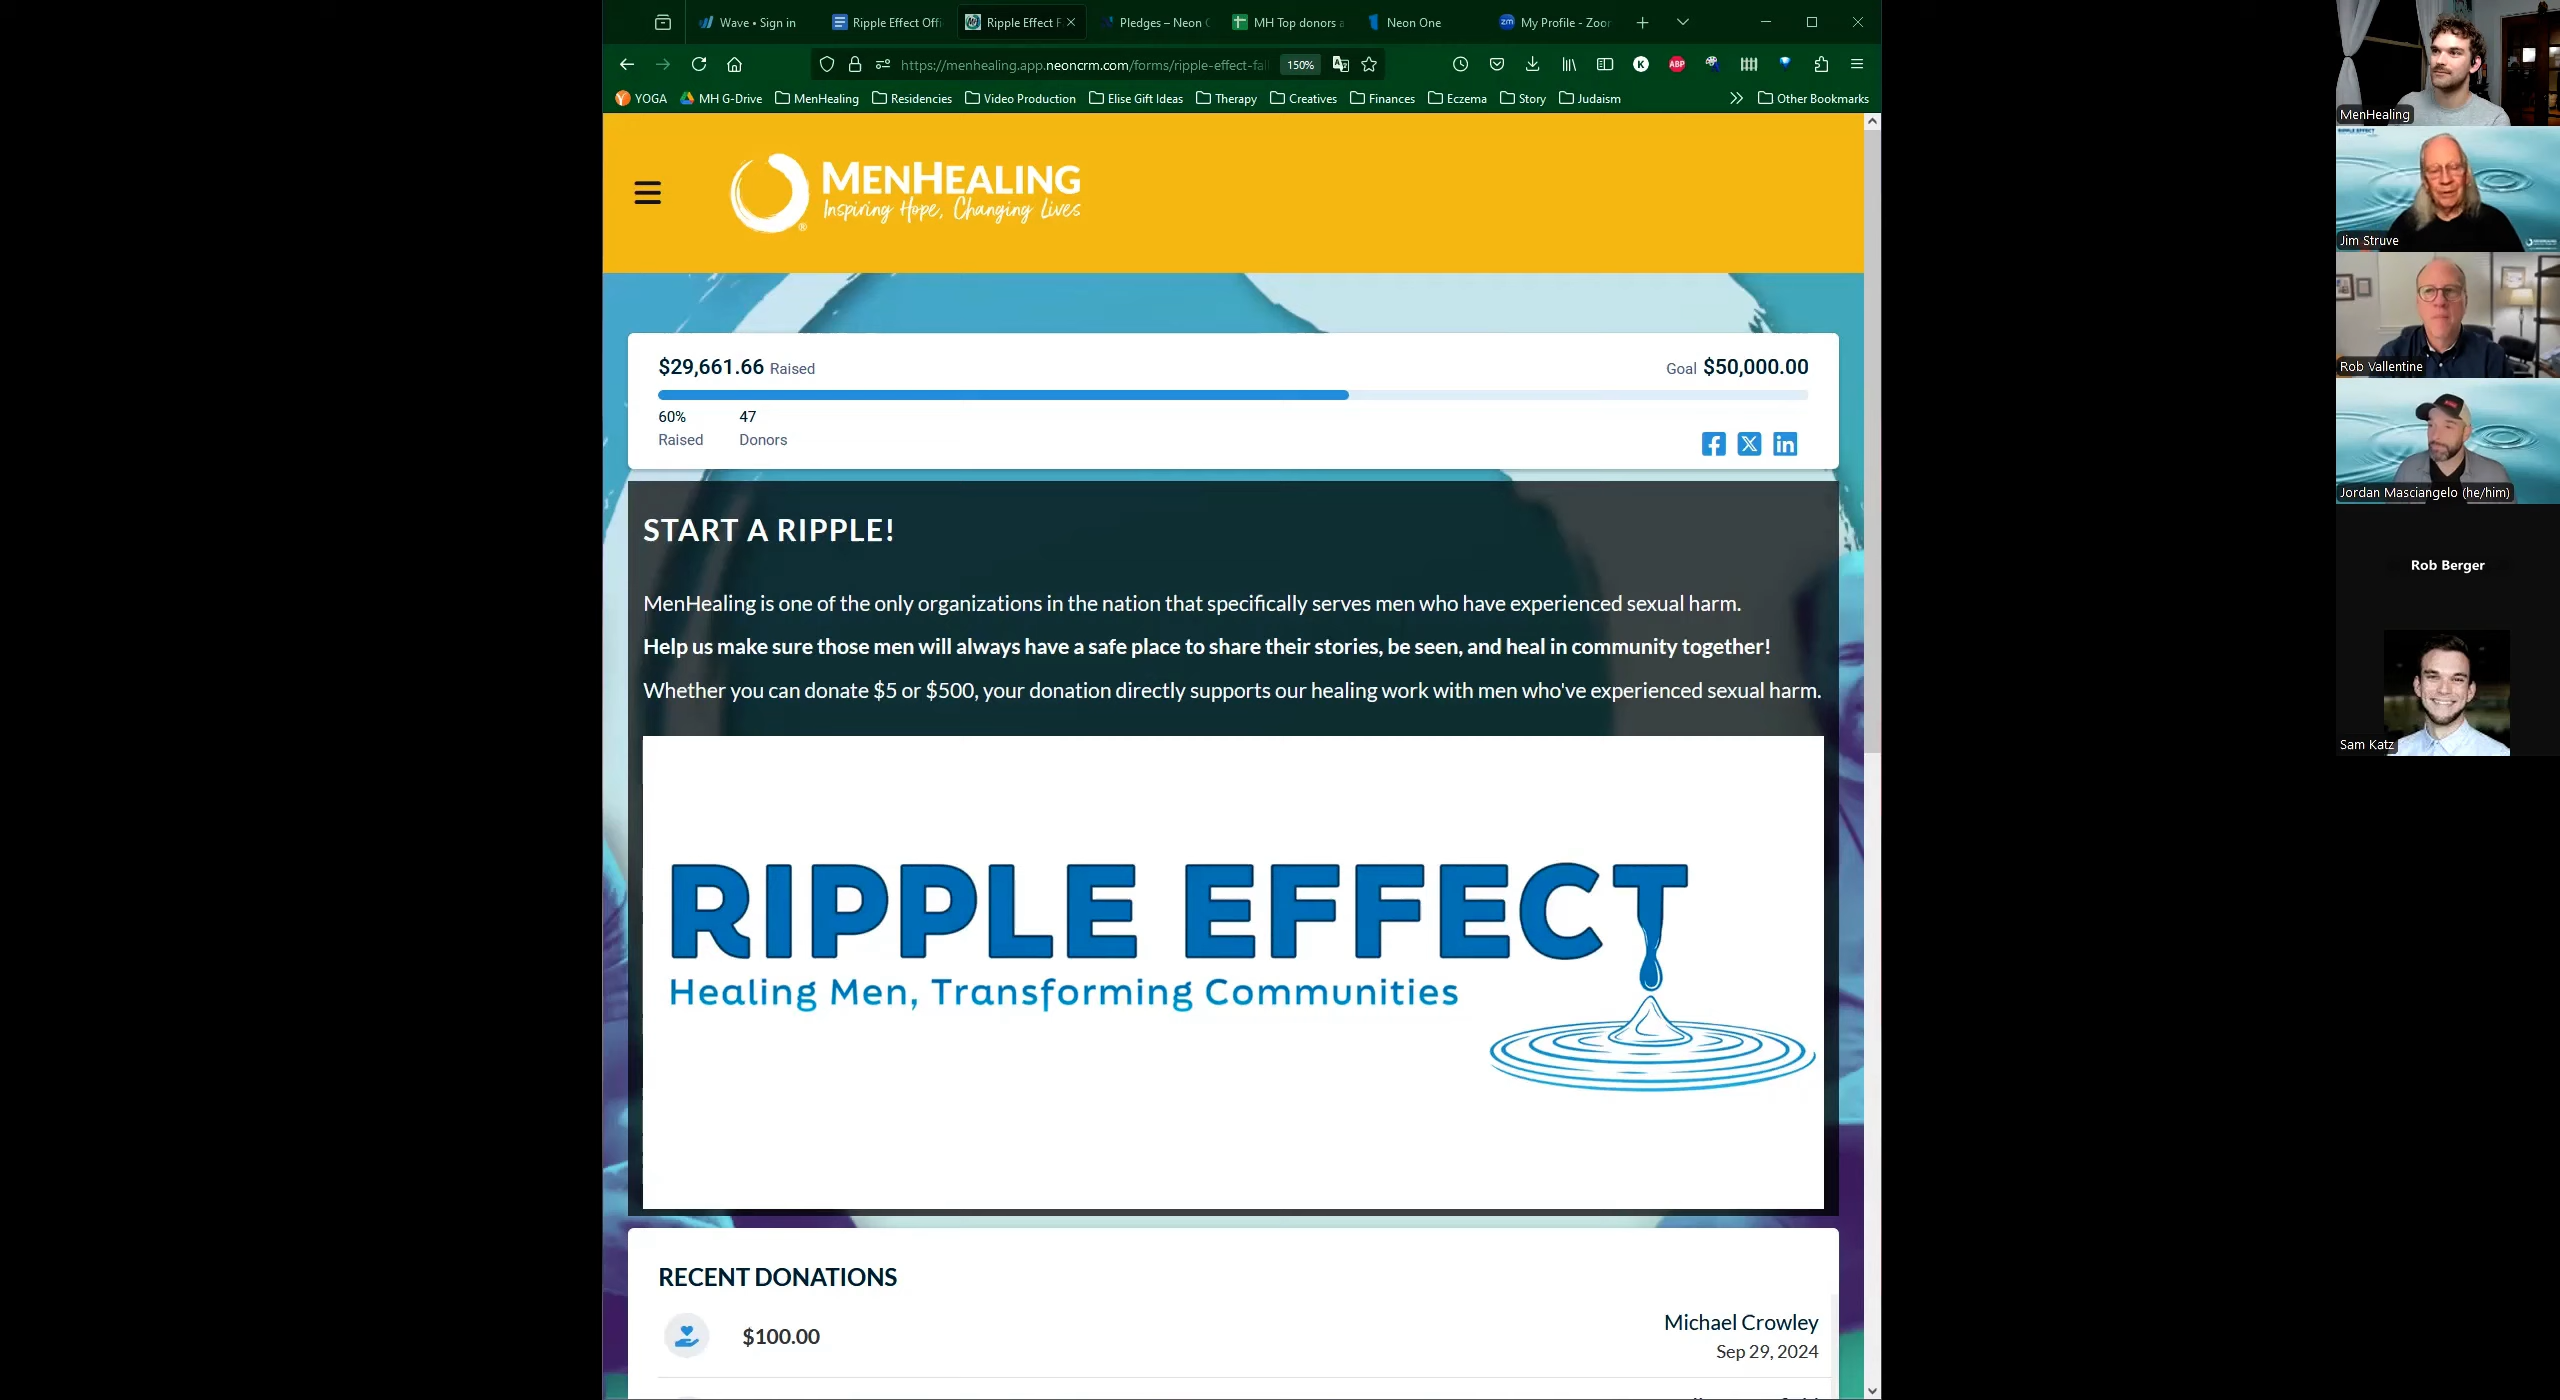 Wave • Sign in
Ripple Effect Offi
Ripple Effect F
Pledges – Neon C
MH Top donors a
Neon One
My Profile - Zoom
https://menhealing.app.neoncrm.com/forms/ripple-effect-fal
150%
YOGA
MH G-Drive
MenHealing
Residencies
Video Production
Elise Gift Ideas
Therapy
Creatives
Finances
Eczema
Story
Judaism
Other Bookmarks
MENHEALING
Inspiring Hope, Changing Lives
®
$29,661.66 Raised
Goal $50,000.00
60%
47
Raised
Donors
START A RIPPLE!
MenHealing is one of the only organizations in the nation that specifically serves men who have experienced sexual harm.
Help us make sure those men will always have a safe place to share their stories, be seen, and heal in community together!
Whether you can donate $5 or $500, your donation directly supports our healing work with men who've experienced sexual harm.
RIPPLE EFFECT
Healing Men, Transforming Communities
RECENT DONATIONS
$100.00
Michael Crowley
Sep 29, 2024
MenHealing
RIPPLE EFFECT
Jim Struve
Rob Vallentine
Jordan Masciangelo (he/him)
Rob Berger
Sam Katz